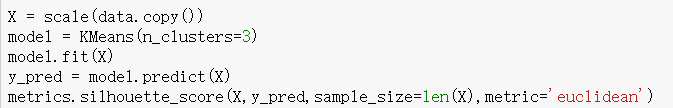 X = scale(data.copy())
model = KMeans(n_clusters=3)
model.fit(X)
y_pred = model.predict(X)
metrics.silhouette_score(X,y_pred,sample_size=len(X),metric='euclidean')